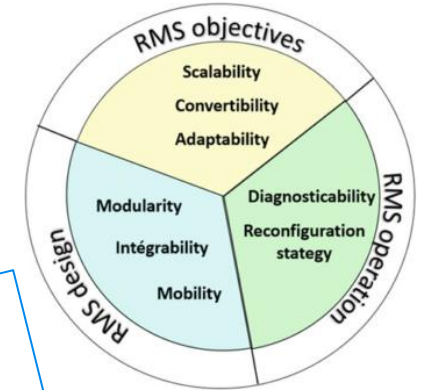 RMS objectives
Scalability
Convertibility
Adaptability
Modularity
Intégrability
Mobility
RMS design
Diagnosticability
Reconfiguration
stategy
RMS operation